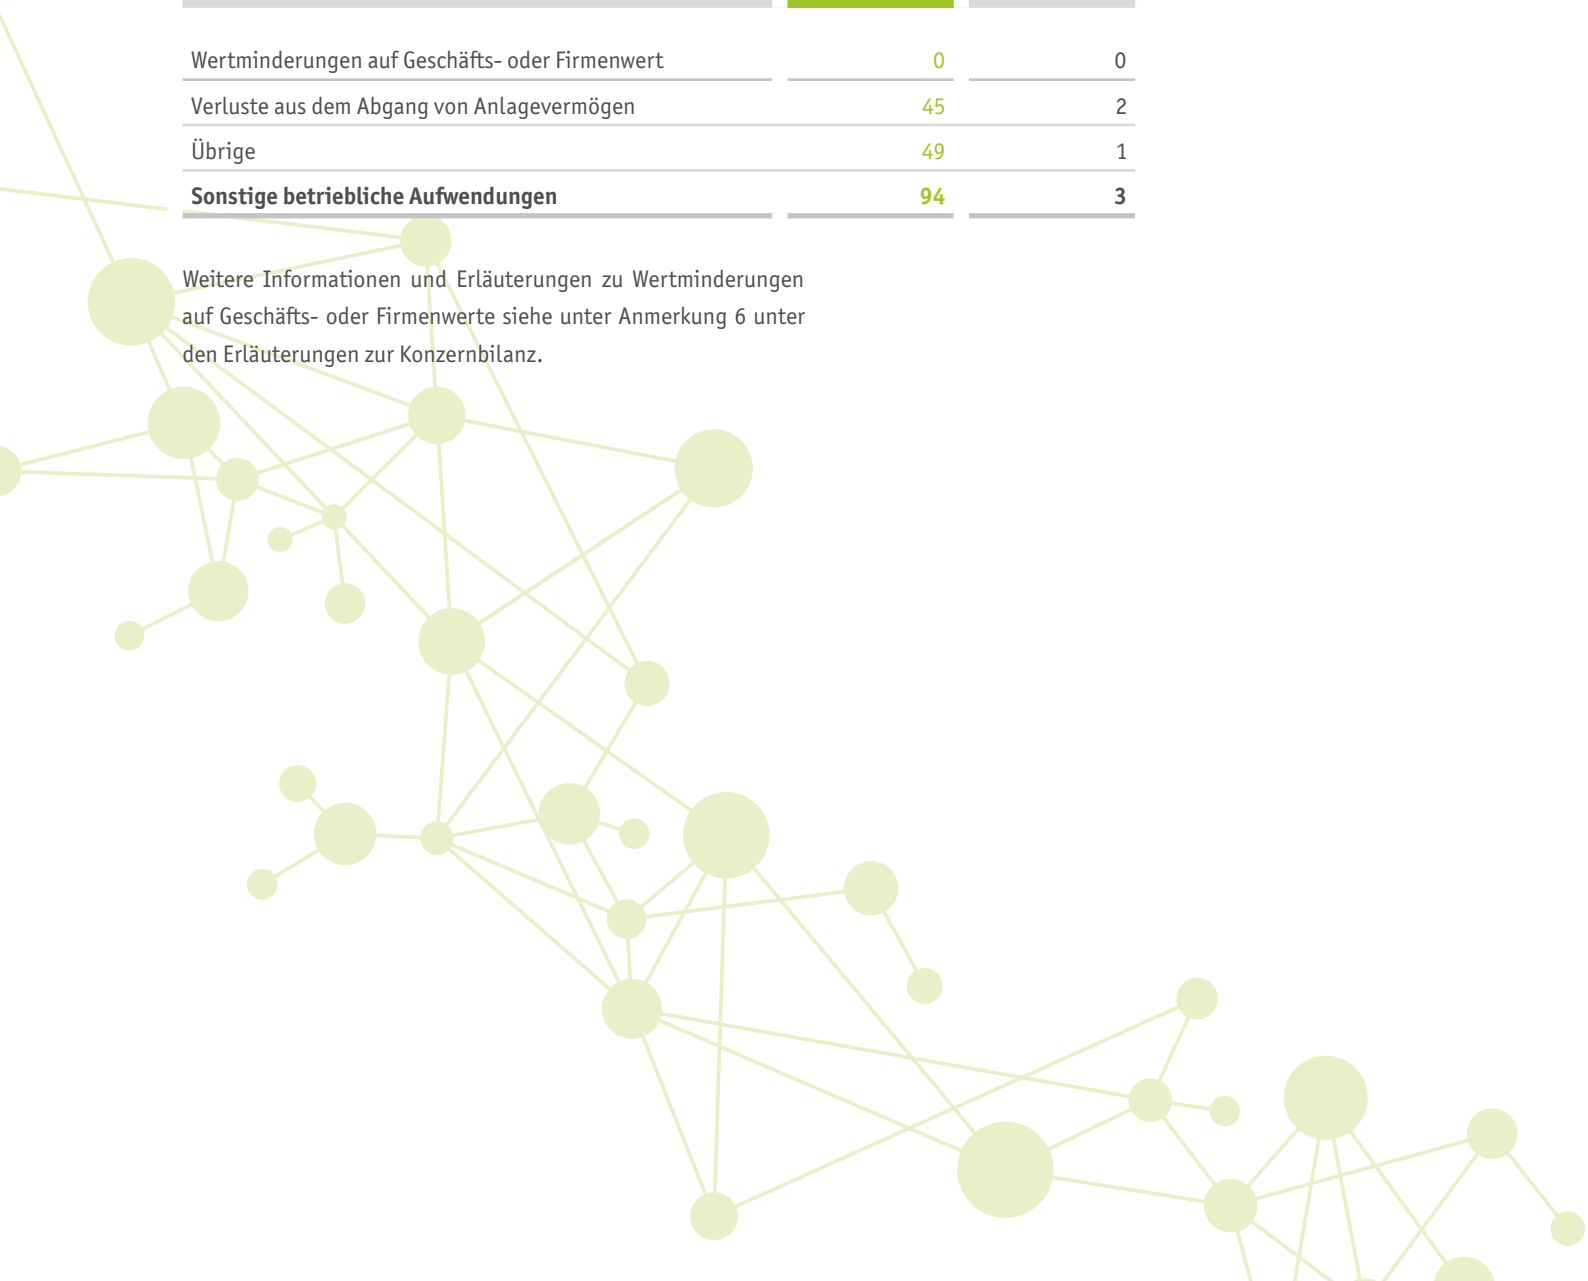 Wertminderungen auf Geschäfts- oder Firmenwert 0 0
Verluste aus dem Abgang von Anlagevermögen 45 2
Übrige 49 1
Sonstige betriebliche Aufwendungen 94 3
Weitere Informationen und Erläuterungen zu Wertminderungen
auf Geschäfts- oder Firmenwerte siehe unter Anmerkung 6 unter
den Erläuterungen zur Konzernbilanz.